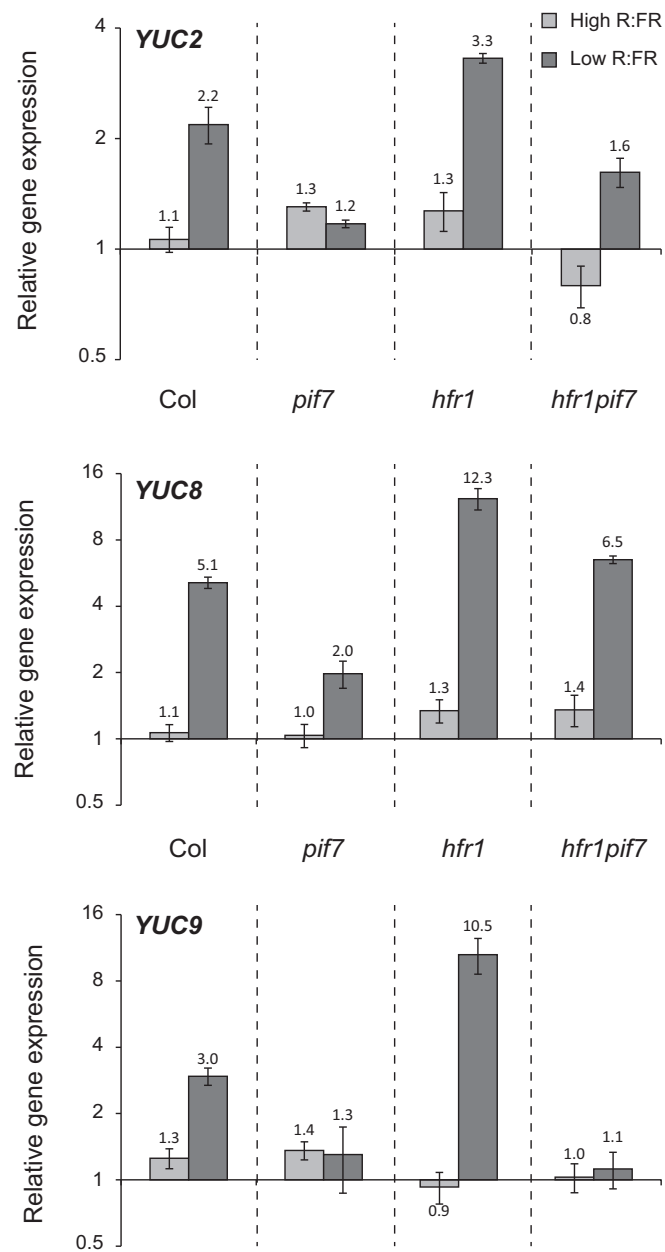 High R:FR
Low R:FR
YUC2
Relative gene expression
4
2
1
0.5
1.1
2.2
1.3
1.2
1.3
3.3
0.8
1.6
Col
pif7
hfr1
hfr1pif7
YUC8
Relative gene expression
16
8
4
2
1
0.5
1.1
5.1
1.0
2.0
1.3
12.3
1.4
6.5
Col
pif7
hfr1
hfr1pif7
YUC9
Relative gene expression
16
8
4
2
1
0.5
1.3
3.0
1.4
1.3
0.9
10.5
1.0
1.1